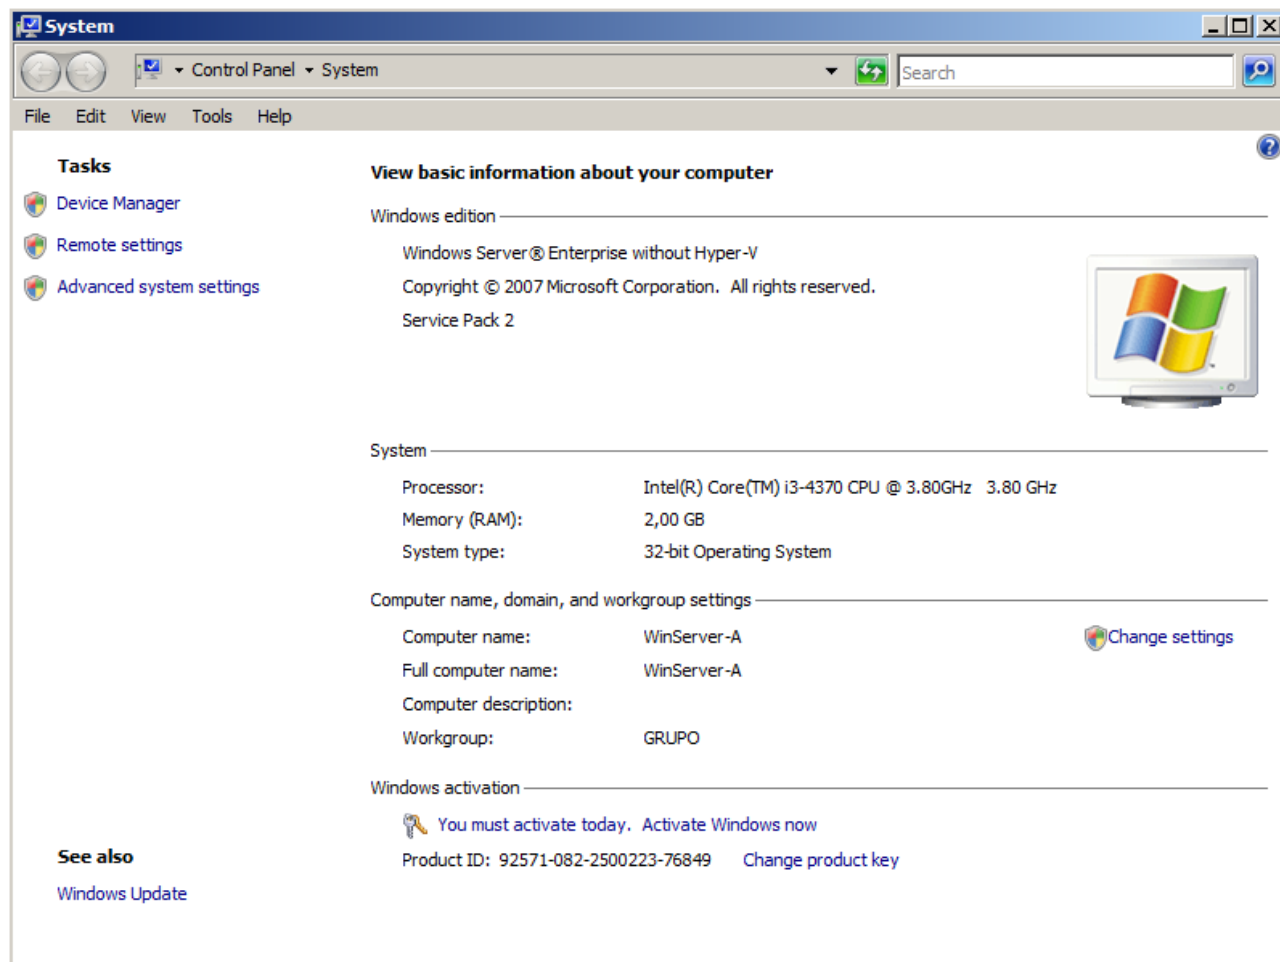 System
Control Panel System
Search
File Edit View Tools Help
Tasks
Device Manager
Remote settings
Advanced system settings
View basic information about your computer
Windows edition
Windows Server® Enterprise without Hyper-V
Copyright © 2007 Microsoft Corporation. All rights reserved.
Service Pack 2
System
Processor: Intel(R) Core(TM) i3-4370 CPU @ 3.80GHz 3.80 GHz
Memory (RAM): 2,00 GB
System type: 32-bit Operating System
Computer name, domain, and workgroup settings
Computer name: WinServer-A Change settings
Full computer name: WinServer-A
Computer description:
Workgroup: GRUPO
Windows activation
You must activate today. Activate Windows now
Product ID: 92571-082-2500223-76849 Change product key
See also
Windows Update